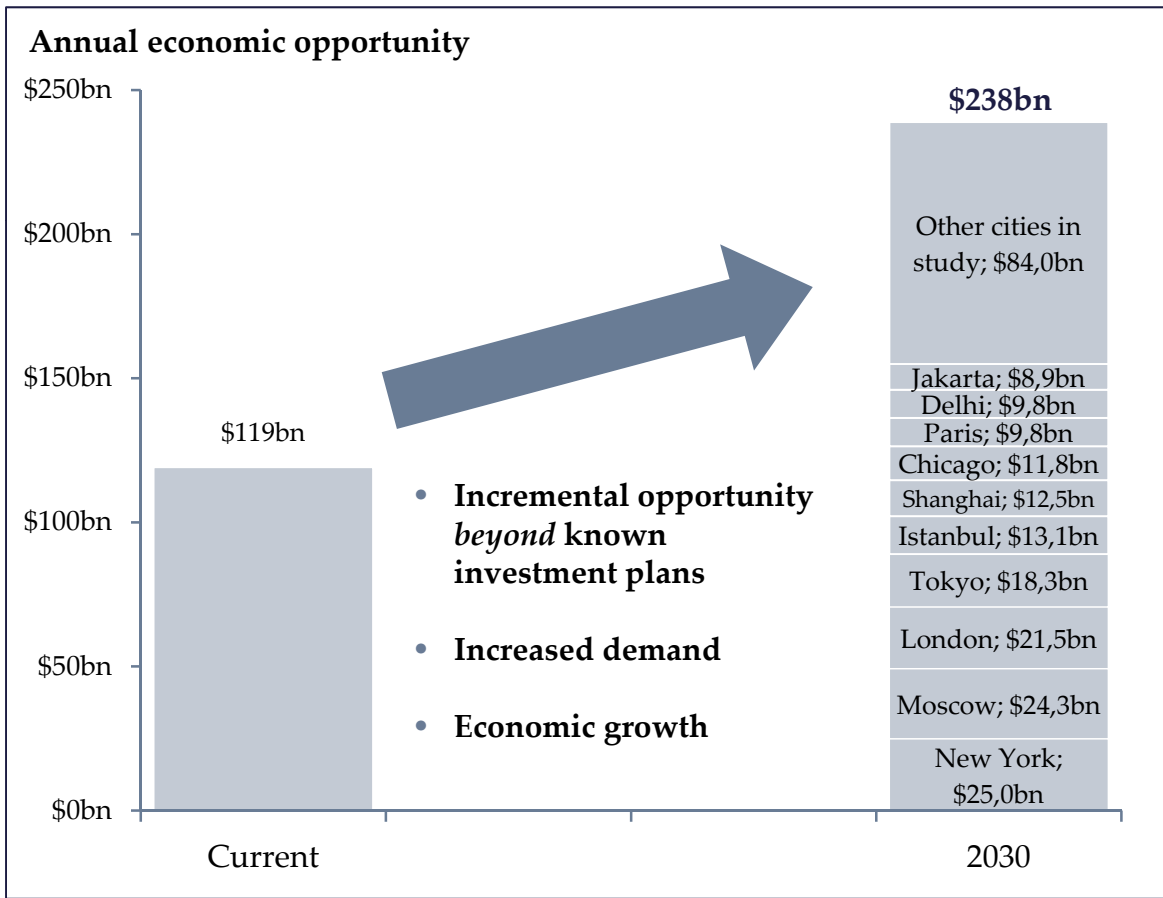 Annual economic opportunity
$250bn
$200bn
$150bn
$100bn
$50bn
$0bn
$119bn
• Incremental opportunity
beyond known
investment plans
• Increased demand
• Economic growth
$238bn
Other cities in
study; $84,0bn
Jakarta; $8,9bn
Delhi; $9,8bn
Paris; $9,8bn
Chicago; $11,8bn
Shanghai; $12,5bn
Istanbul; $13,1bn
Tokyo; $18,3bn
London; $21,5bn
Moscow; $24,3bn
New York;
$25,0bn
Current
2030